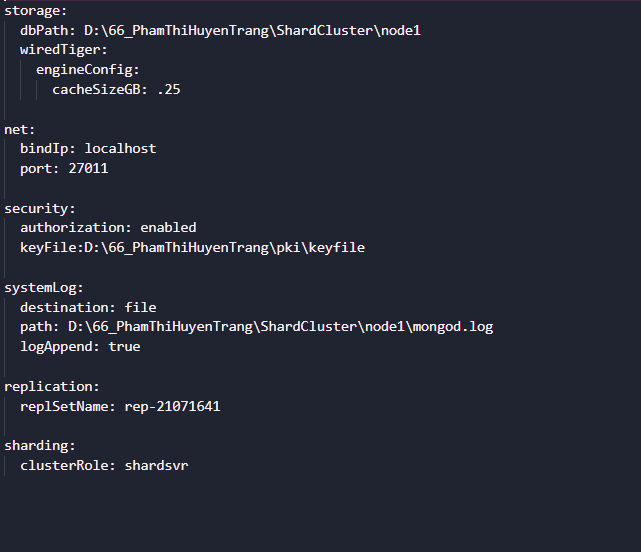 storage:
  dbPath: D:\66_PhamThiHuyenTrang\ShardCluster\node1
  wiredTiger:
    engineConfig:
      cacheSizeGB: .25
net:
  bindIp: localhost
  port: 27011
security:
  authorization: enabled
  keyFile:D:\66_PhamThiHuyenTrang\pki\keyfile
systemLog:
  destination: file
  path: D:\66_PhamThiHuyenTrang\ShardCluster\node1\mongod.log
  logAppend: true
replication:
  replSetName: rep-21071641
sharding:
  clusterRole: shardsvr